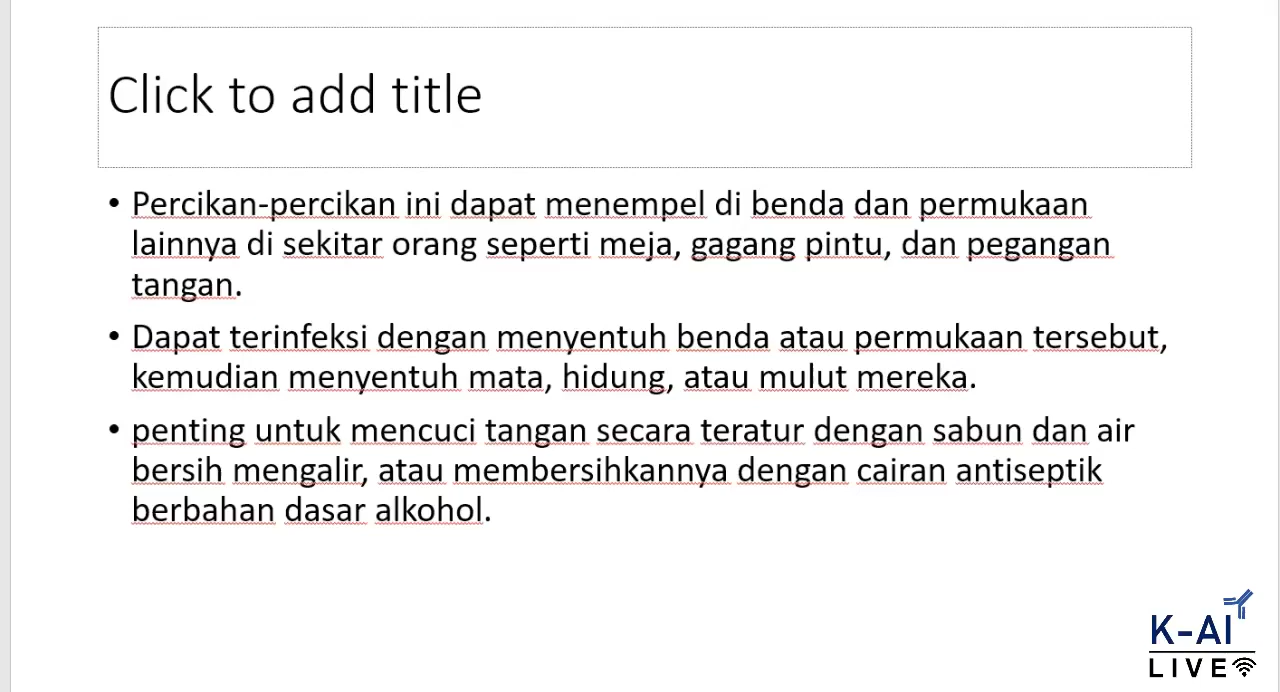 Click to add title
• Percikan-percikan ini dapat menempel di benda dan permukaan
lainnya di sekitar orang seperti meja, gagang pintu, dan pegangan
tangan.
• Dapat terinfeksi dengan menyentuh benda atau permukaan tersebut,
kemudian menyentuh mata, hidung, atau mulut mereka.
• penting untuk mencuci tangan secara teratur dengan sabun dan air
bersih mengalir, atau membersihkannya dengan cairan antiseptik
berbahan dasar alkohol.
K-AI
LIVE